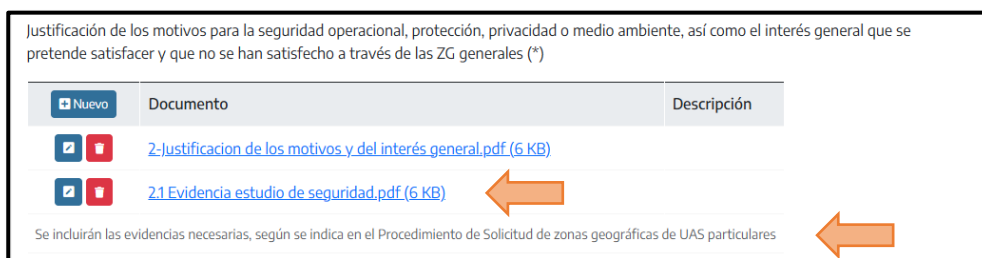 Justificación de los motivos para la seguridad operacional, protección, privacidad o medio ambiente, así como el interés general que se
pretende satisfacer y que no se han satisfecho a través de las ZG generales (*)
Nuevo Documento Descripción
2-Justificacion de los motivos y del interés general.pdf (6 KB)
2.1 Evidencia estudio de seguridad.pdf (6 KB)
Se incluirán las evidencias necesarias, según se indica en el Procedimiento de Solicitud de zonas geográficas de UAS particulares